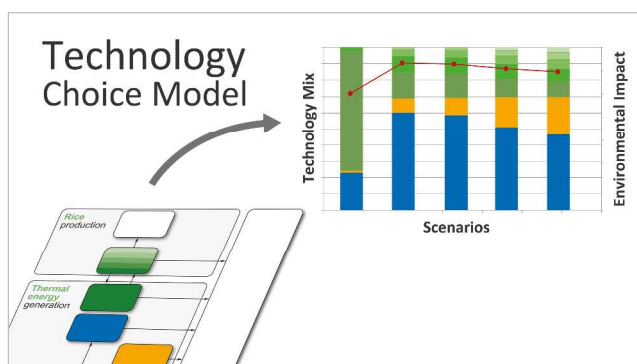 Technology
Choice Model
Technology Mix
Environmental Impact
Scenarios
Rice
production
Thermal
energy
generation